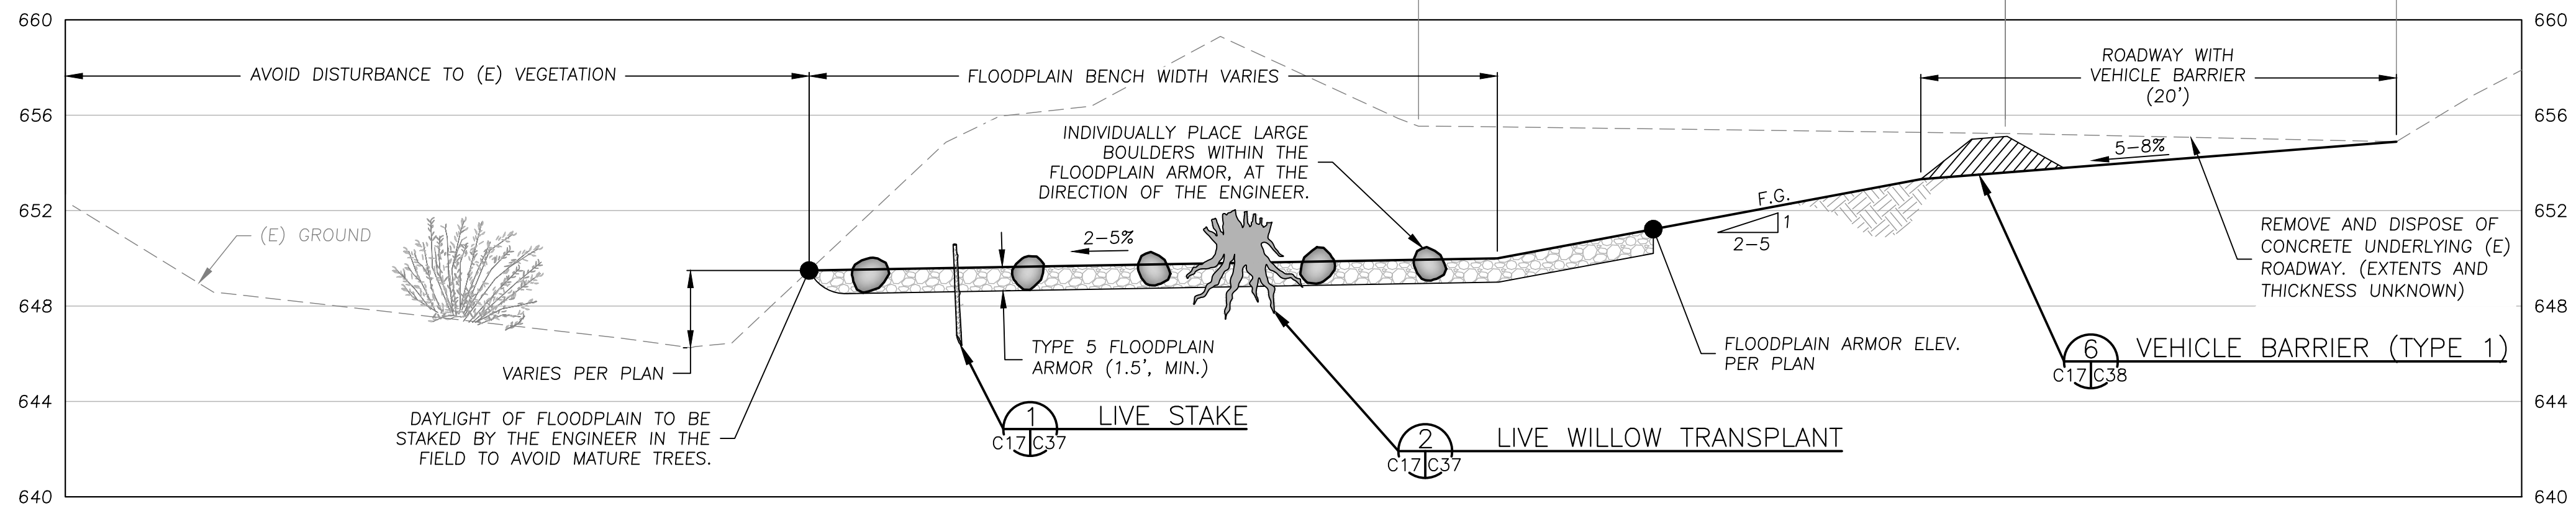 660
660
AVOID DISTURBANCE TO (E) VEGETATION
FLOODPLAIN BENCH WIDTH VARIES
ROADWAY WITH
VEHICLE BARRIER
(20')
656
656
INDIVIDUALLY PLACE LARGE
BOULDERS WITHIN THE
FLOODPLAIN ARMOR, AT THE
DIRECTION OF THE ENGINEER.
5-8%
F.G.
1
2-5
652
652
(E) GROUND
2-5%
REMOVE AND DISPOSE OF
CONCRETE UNDERLYING (E)
ROADWAY. (EXTENTS AND
THICKNESS UNKNOWN)
648
648
VARIES PER PLAN
TYPE 5 FLOODPLAIN
ARMOR (1.5', MIN.)
FLOODPLAIN ARMOR ELEV.
PER PLAN
6
VEHICLE BARRIER (TYPE 1)
C17 C38
644
644
DAYLIGHT OF FLOODPLAIN TO BE
STAKED BY THE ENGINEER IN THE
FIELD TO AVOID MATURE TREES.
1
LIVE STAKE
C17 C37
2
LIVE WILLOW TRANSPLANT
C17 C37
640
640